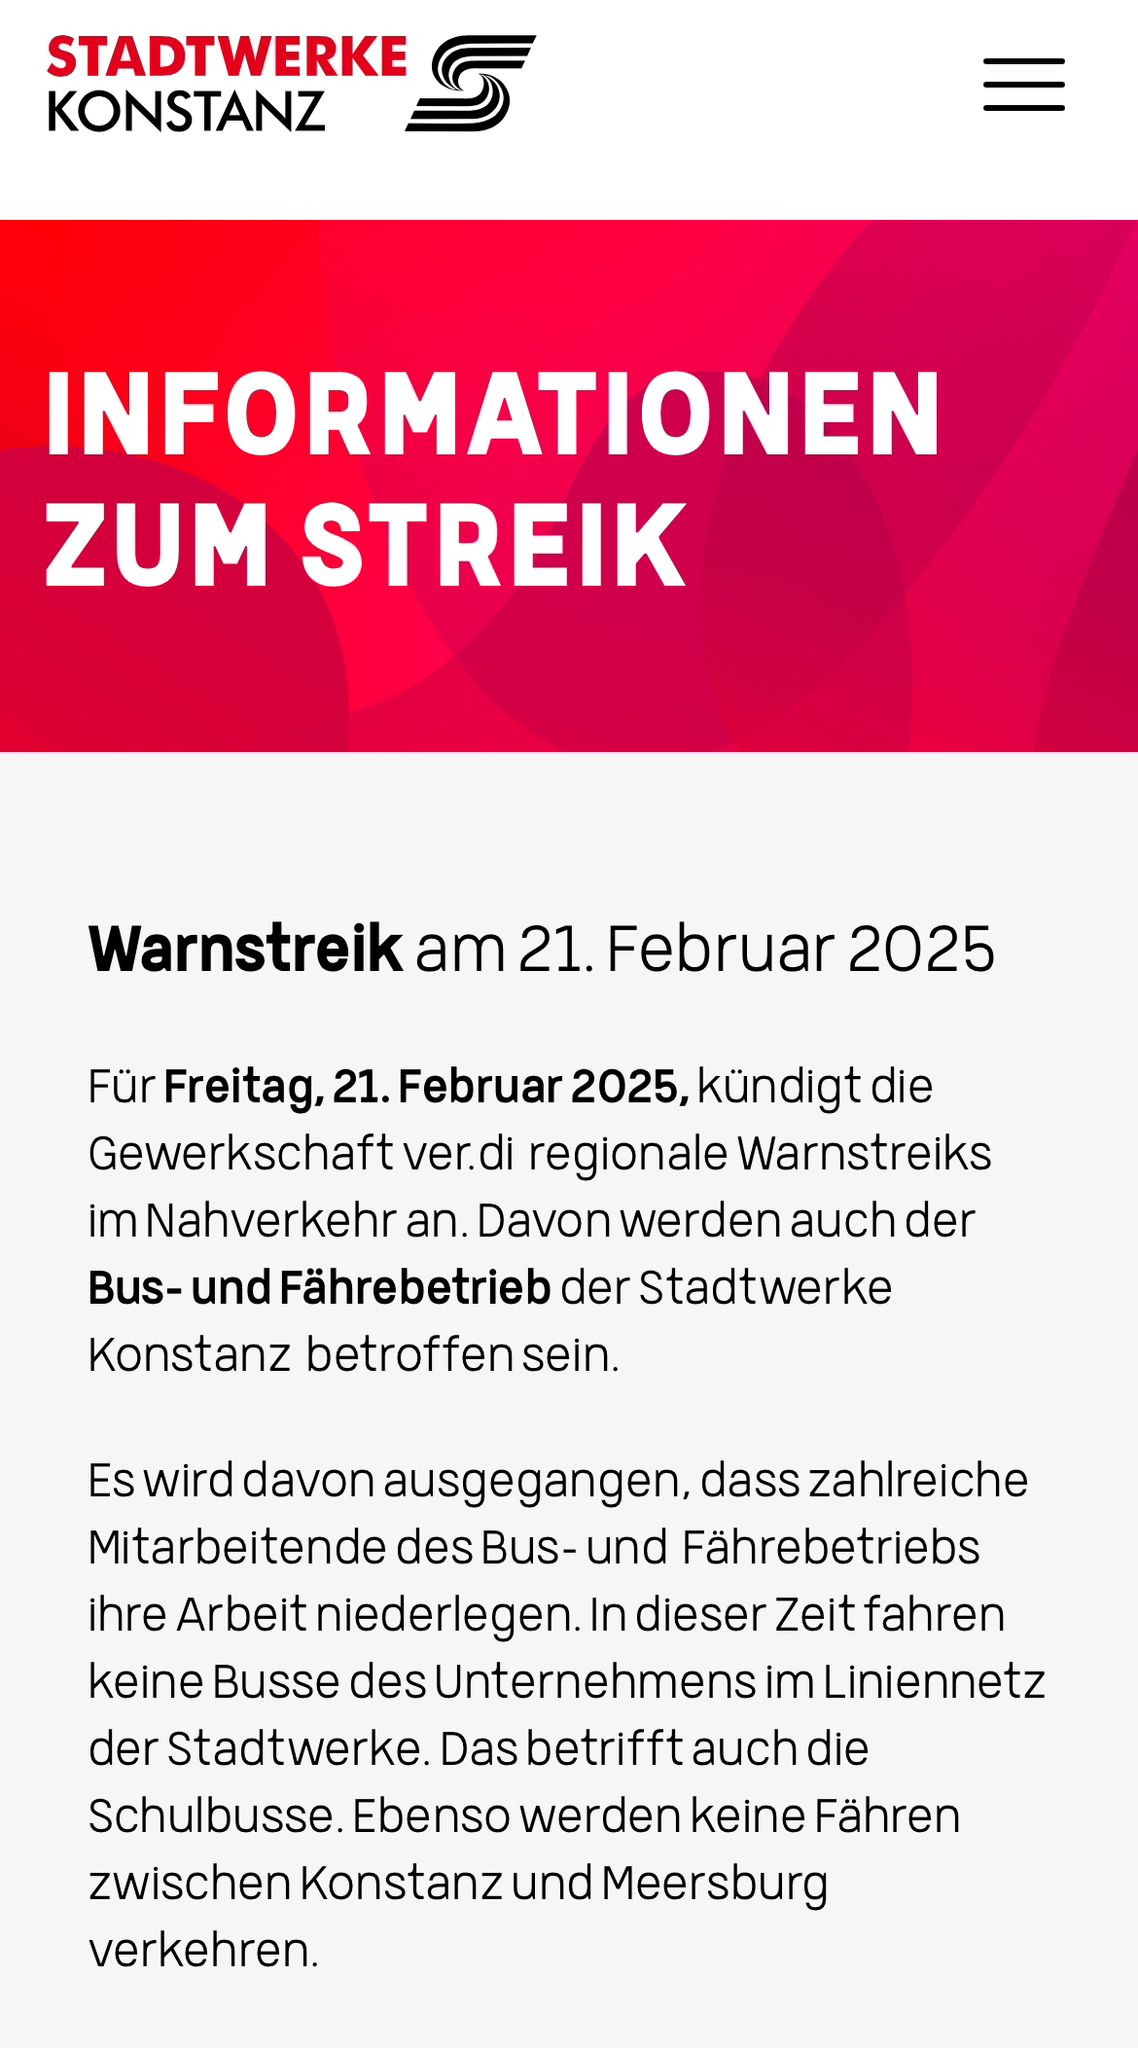 STADTWERKE
KONSTANZ
INFORMATIONEN
ZUM STREIK
Warnstreik am 21. Februar 2025
Für Freitag, 21. Februar 2025, kündigt die
Gewerkschaft ver.di regionale Warnstreiks
im Nahverkehr an. Davon werden auch der
Bus- und Fährebetrieb der Stadtwerke
Konstanz betroffen sein.
Es wird davon ausgegangen, dass zahlreiche
Mitarbeitende des Bus- und Fährebetriebs
ihre Arbeit niederlegen. In dieser Zeit fahren
keine Busse des Unternehmens im Liniennetz
der Stadtwerke. Das betrifft auch die
Schulbusse. Ebenso werden keine Fähren
zwischen Konstanz und Meersburg
verkehren.